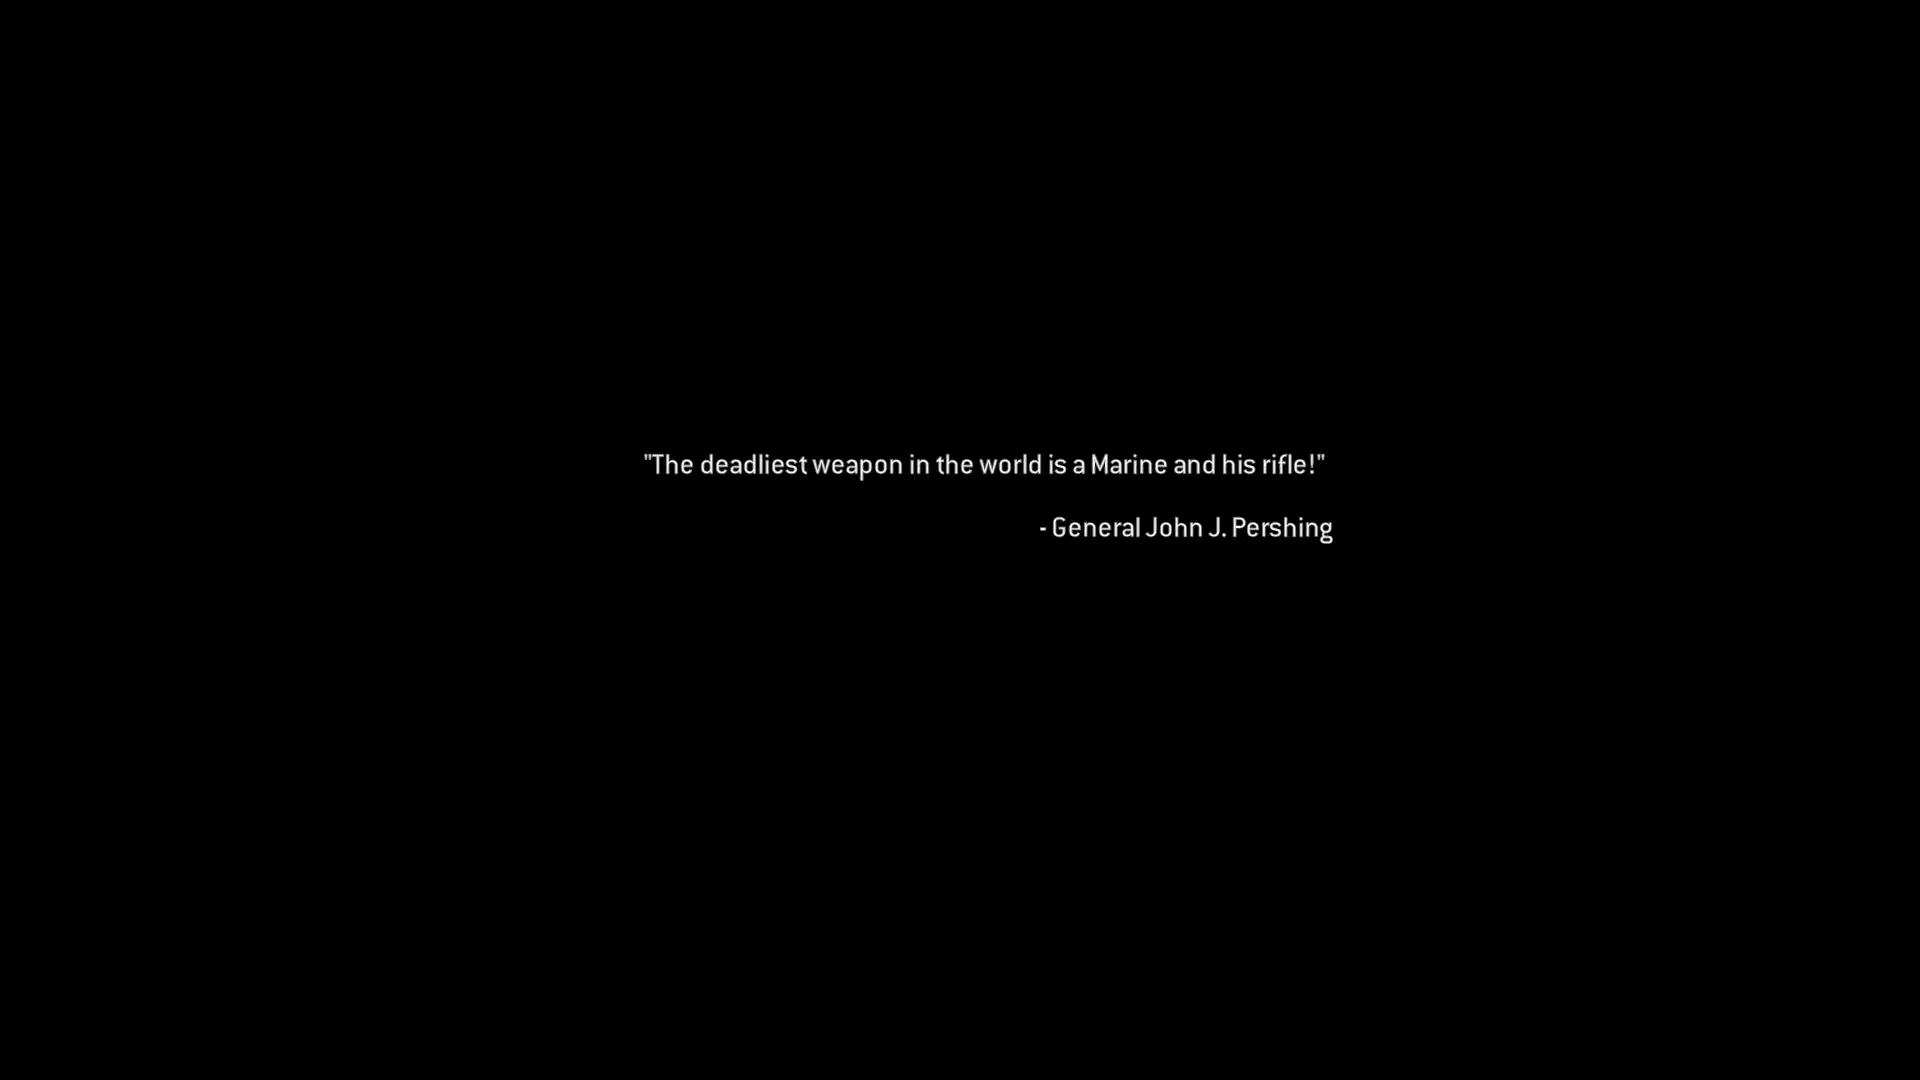 "The deadliest weapon in the world is a Marine and his rifle!"
- General John J. Pershing